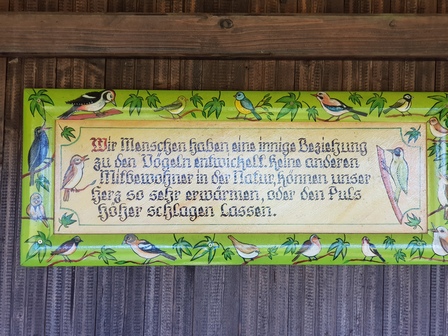 Wir Menschen haben eine innige Beziehung
zu den Vögeln entwickelt. Keine anderen
Mitbewohner in der Natur, können unser
Herz so sehr erwärmen, oder den Puls
höher schlagen lassen.